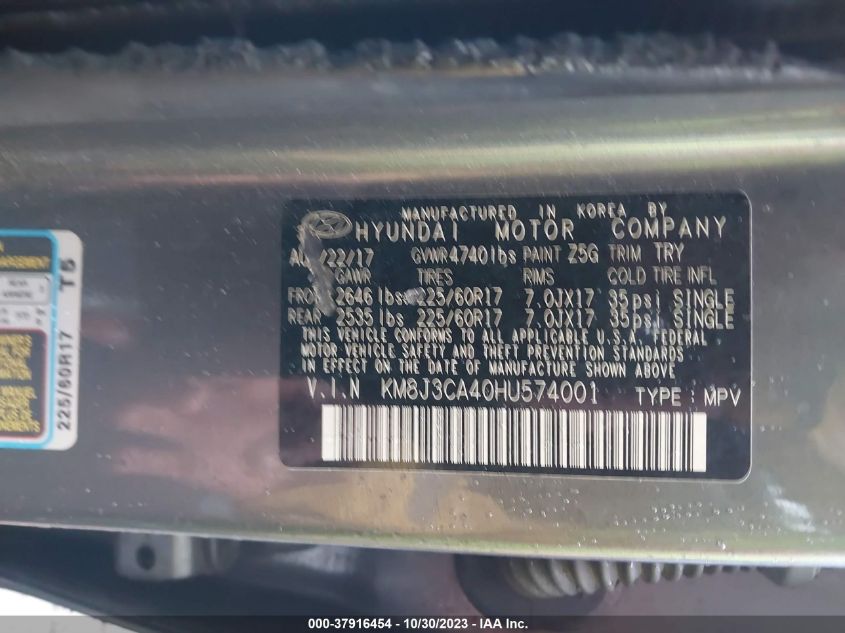 MANUFACTURED IN KOREA BY
HYUNDAI MOTOR COMPANY
/22/17 GVWR 4740lbs PAINT Z5G TRIM TRY
GAWR TIRES RIMS COLD TIRE INFL
FRONT 2646 lbs 225/60R17 7.0JX17 35psi SINGLE
REAR 2535 lbs 225/60R17 7.0JX17 35psi SINGLE
THIS VEHICLE CONFORMS TO ALL APPLICABLE U.S.A. FEDERAL
MOTOR VEHICLE SAFETY AND THEFT PREVENTION STANDARDS
IN EFFECT ON THE DATE OF MANUFACTURE SHOWN ABOVE
V.I.N KM8J3CA40HU574001 TYPE : MPV
225/60R17 T5
000-37916454 - 10/30/2023 - IAA Inc.